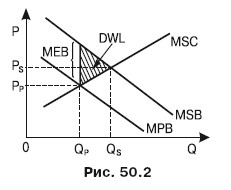 P
DWL
MSC
MEB
P_S
P_P
MSB
MPB
0
Q_P
Q_S
Q
Рис. 50.2